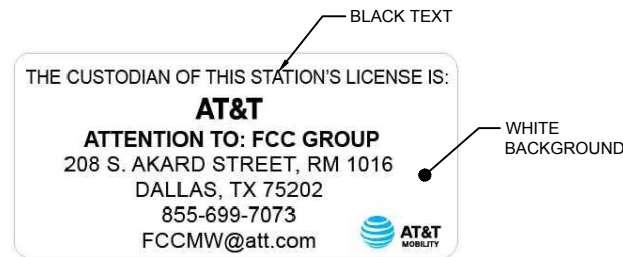 BLACK TEXT
THE CUSTODIAN OF THIS STATION'S LICENSE IS:
AT&T
ATTENTION TO: FCC GROUP
208 S. AKARD STREET, RM 1016
DALLAS, TX 75202
855-699-7073
FCCMW@att.com
AT&T
MOBILITY
WHITE
BACKGROUND